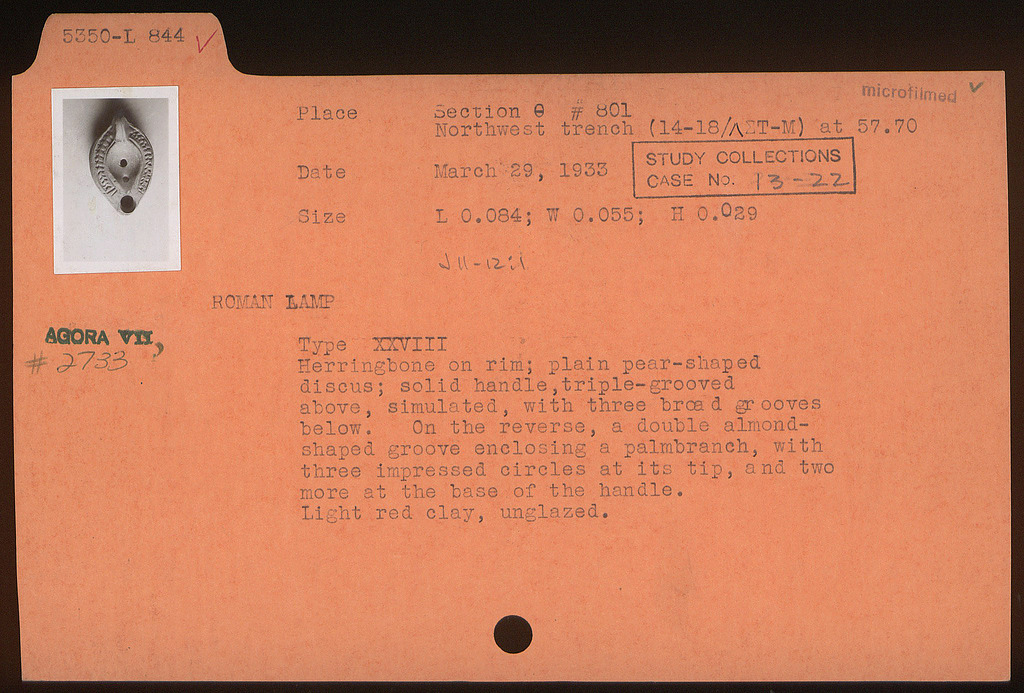 5350-L 844 ✓
microfilmed ✓
Place Section Θ # 801
Northwest trench (14-18/ΛΣT-M) at 57.70
Date March 29, 1933
STUDY COLLECTIONS
CASE No. 13-22
Size L 0.084; W 0.055; H 0.029
J 11-12:1
ROMAN LAMP
AGORA VII,
# 2733
Type XXVIII
Herringbone on rim; plain pear-shaped
discus; solid handle,triple-grooved
above, simulated, with three broad grooves
below. On the reverse, a double almond-
shaped groove enclosing a palmbranch, with
three impressed circles at its tip, and two
more at the base of the handle.
Light red clay, unglazed.